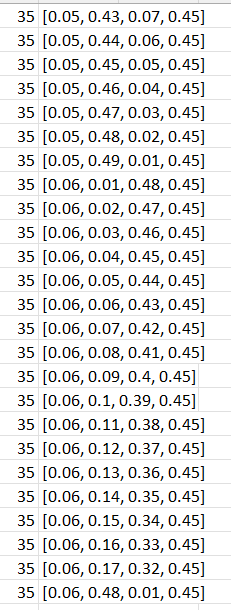 35 [0.05, 0.43, 0.07, 0.45]
35 [0.05, 0.44, 0.06, 0.45]
35 [0.05, 0.45, 0.05, 0.45]
35 [0.05, 0.46, 0.04, 0.45]
35 [0.05, 0.47, 0.03, 0.45]
35 [0.05, 0.48, 0.02, 0.45]
35 [0.05, 0.49, 0.01, 0.45]
35 [0.06, 0.01, 0.48, 0.45]
35 [0.06, 0.02, 0.47, 0.45]
35 [0.06, 0.03, 0.46, 0.45]
35 [0.06, 0.04, 0.45, 0.45]
35 [0.06, 0.05, 0.44, 0.45]
35 [0.06, 0.06, 0.43, 0.45]
35 [0.06, 0.07, 0.42, 0.45]
35 [0.06, 0.08, 0.41, 0.45]
35 [0.06, 0.09, 0.4, 0.45]
35 [0.06, 0.1, 0.39, 0.45]
35 [0.06, 0.11, 0.38, 0.45]
35 [0.06, 0.12, 0.37, 0.45]
35 [0.06, 0.13, 0.36, 0.45]
35 [0.06, 0.14, 0.35, 0.45]
35 [0.06, 0.15, 0.34, 0.45]
35 [0.06, 0.16, 0.33, 0.45]
35 [0.06, 0.17, 0.32, 0.45]
35 [0.06, 0.48, 0.01, 0.45]